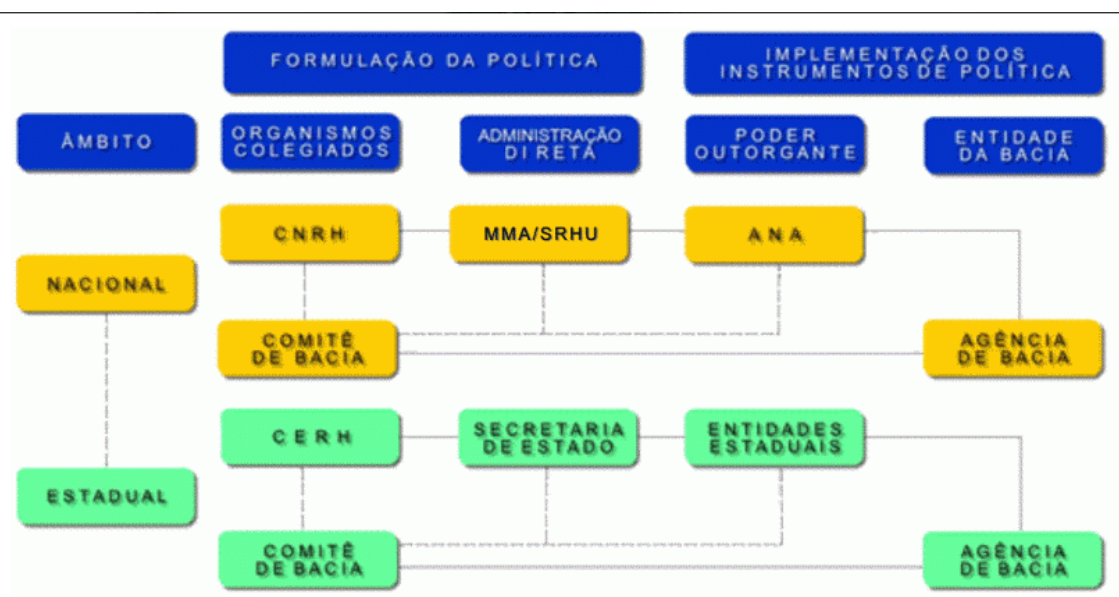 FORMULAÇÃO DA POLÍTICA
IMPLEMENTAÇÃO DOS
INSTRUMENTOS DE POLÍTICA
ÂMBITO
ORGANISMOS
COLEGIADOS
ADMINISTRAÇÃO
DIRETA
PODER
OUTORGANTE
ENTIDADE
DA BACIA
NACIONAL
CNRH
MMA/SRHU
ANA
COMITÊ
DE BACIA
AGÊNCIA
DE BACIA
ESTADUAL
CERH
SECRETARIA
DE ESTADO
ENTIDADES
ESTADUAIS
COMITÊ
DE BACIA
AGÊNCIA
DE BACIA